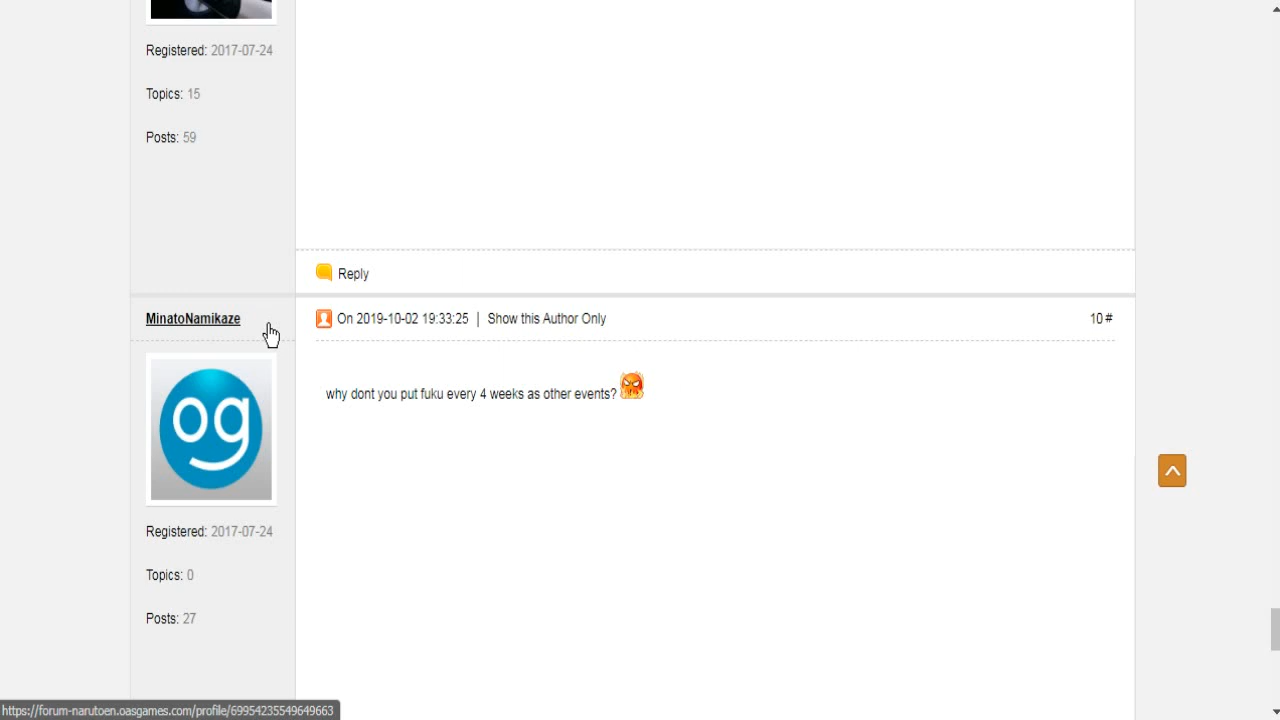 Registered: 2017-07-24
Topics: 15
Posts: 59
Reply
MinatoNamikaze
On 2019-10-02 19:33:25 | Show this Author Only
10#
why dont you put fuku every 4 weeks as other events?
og
Registered: 2017-07-24
Topics: 0
Posts: 27
https://forum-narutoen.oasgames.com/profile/69954235549649663